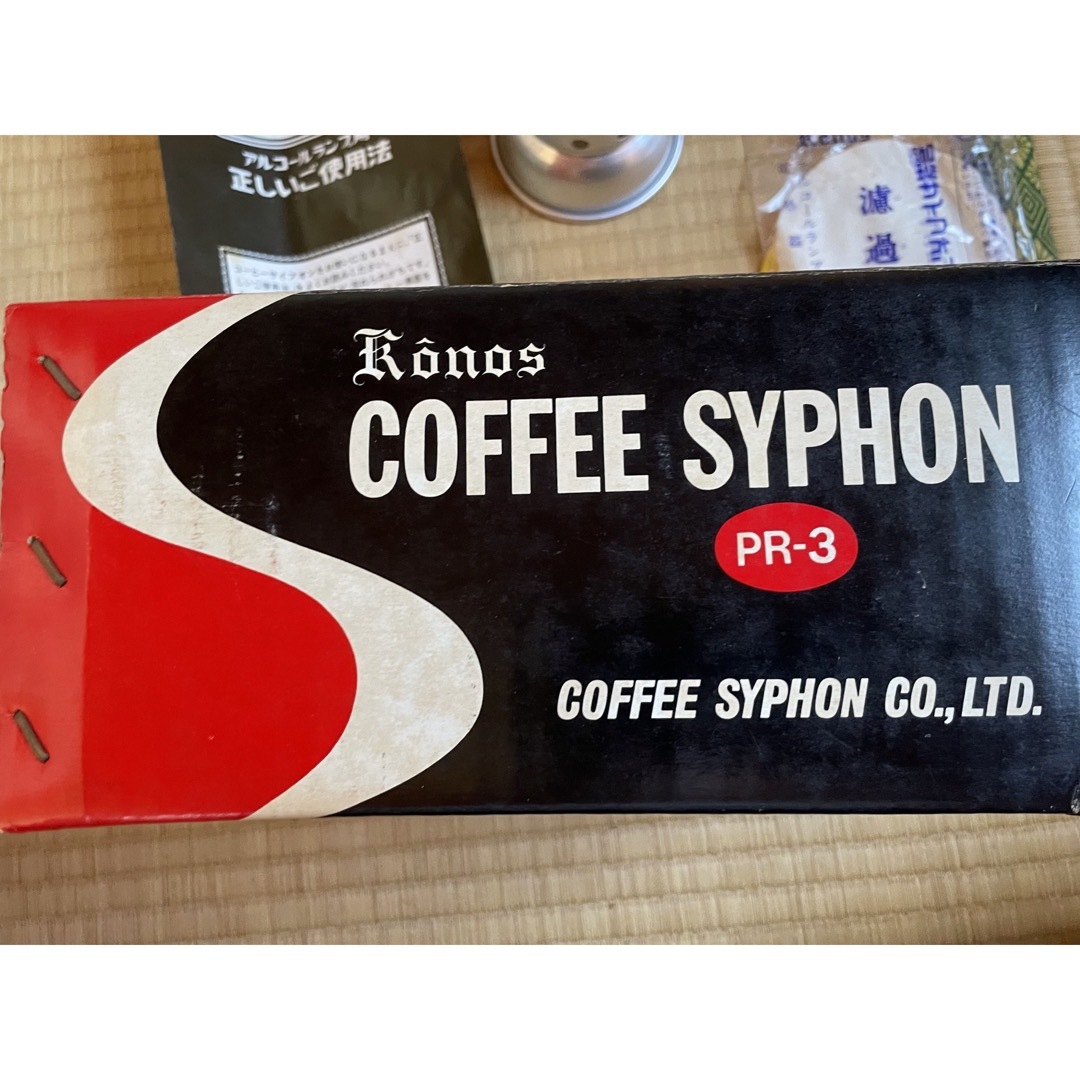 アルコールランプ用
正しいご使用法
Kônos
COFFEE SYPHON
PR-3
COFFEE SYPHON CO., LTD.
濾過